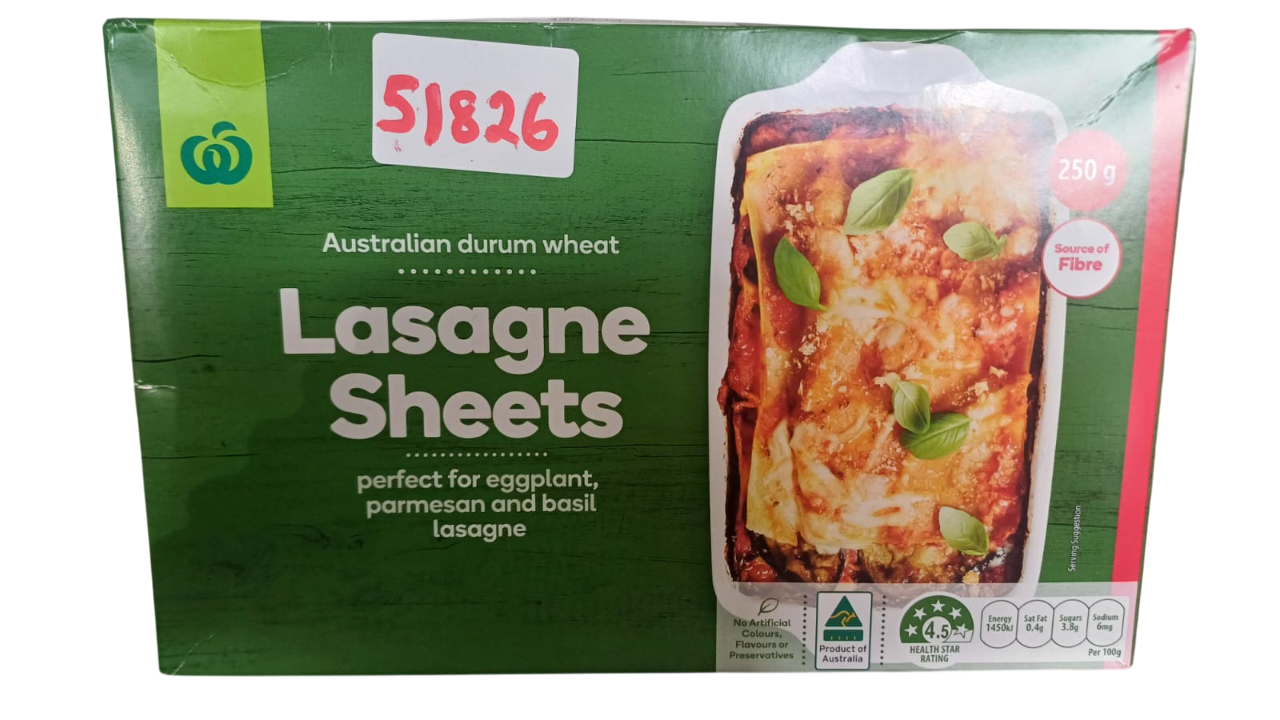 51826
Australian durum wheat
Lasagne
Sheets
perfect for eggplant,
parmesan and basil
lasagne
250 g
Source of
Fibre
Serving Suggestion
No Artificial
Colours,
Flavours or
Preservatives
Product of
Australia
4.5
HEALTH STAR
RATING
Energy
1450kJ
Sat Fat
0.4g
Sugars
3.8g
Sodium
6mg
Per 100g